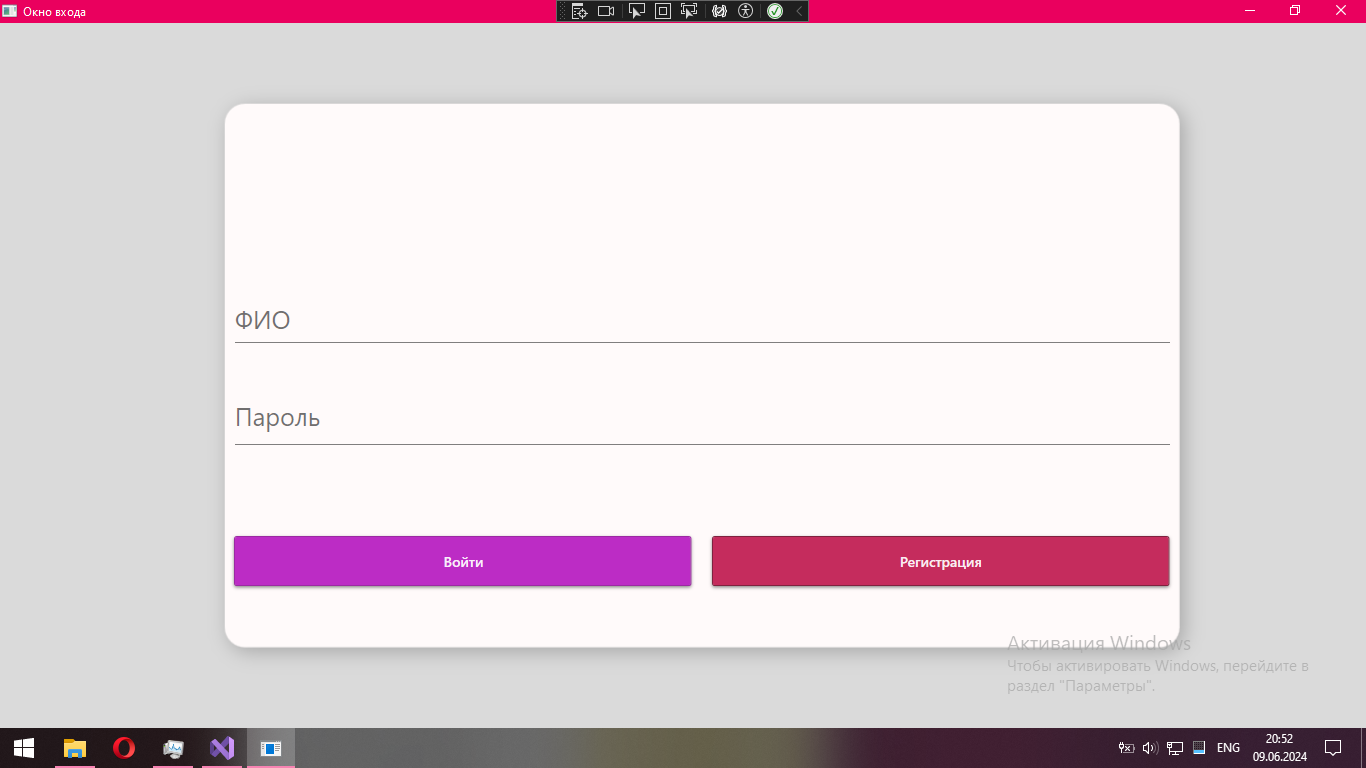 Окно входа
ФИО
Пароль
Войти
Регистрация
Активация Windows
Чтобы активировать Windows, перейдите в
раздел "Параметры".
ENG
20:52
09.06.2024